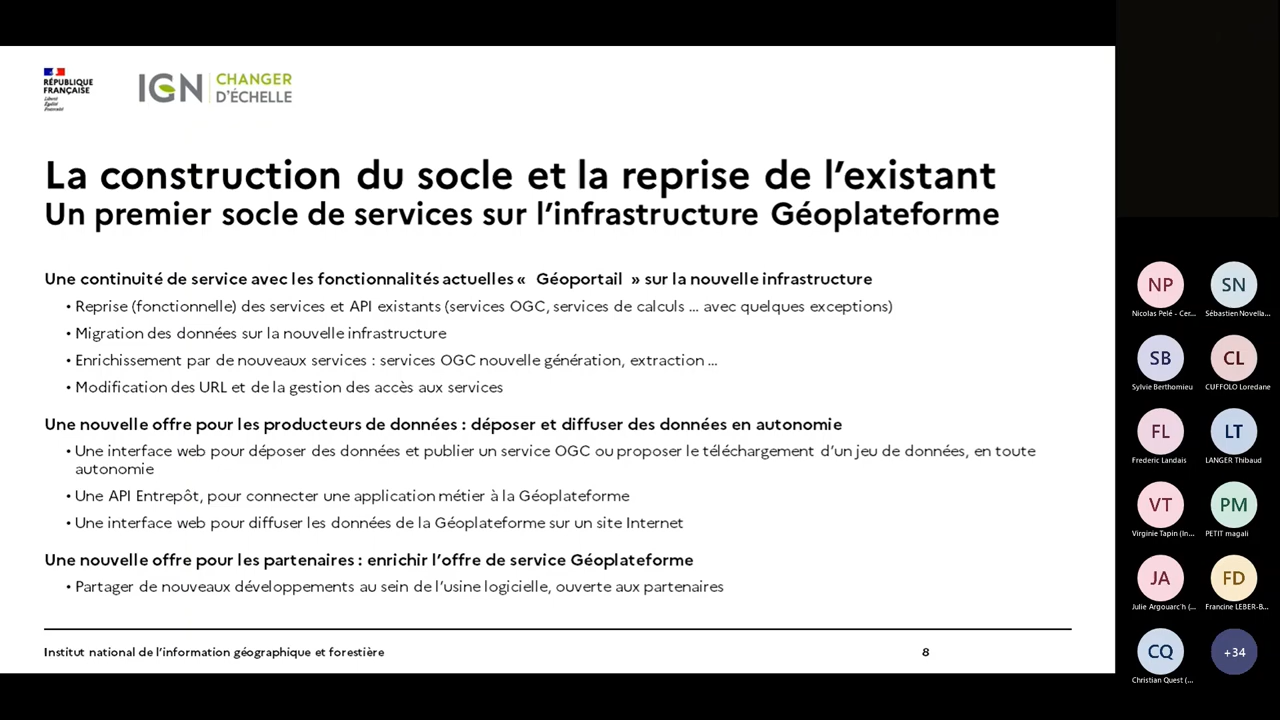 RÉPUBLIQUE
FRANÇAISE
Liberté
Égalité
Fraternité
IGN
CHANGER
D'ÉCHELLE
La construction du socle et la reprise de l'existant
Un premier socle de services sur l'infrastructure Géoplateforme
Une continuité de service avec les fonctionnalités actuelles « Géoportail » sur la nouvelle infrastructure
• Reprise (fonctionnelle) des services et API existants (services OGC, services de calculs ... avec quelques exceptions)
• Migration des données sur la nouvelle infrastructure
• Enrichissement par de nouveaux services : services OGC nouvelle génération, extraction ...
• Modification des URL et de la gestion des accès aux services
Une nouvelle offre pour les producteurs de données : déposer et diffuser des données en autonomie
• Une interface web pour déposer des données et publier un service OGC ou proposer le téléchargement d'un jeu de données, en toute
autonomie
• Une API Entrepôt, pour connecter une application métier à la Géoplateforme
• Une interface web pour diffuser les données de la Géoplateforme sur un site Internet
Une nouvelle offre pour les partenaires : enrichir l'offre de service Géoplateforme
• Partager de nouveaux développements au sein de l'usine logicielle, ouverte aux partenaires
Institut national de l'information géographique et forestière
8
NP
SN
Nicolas Pelé - Cer...
Sébastien Novella...
SB
CL
Sylvie Berthomieu
CUFFOLO Loredane
FL
LT
Frederic Landais
LANGER Thibaud
VT
PM
Virginie Tapin (In...
PETIT magali
JA
FD
Julie Argouarc'h (...
Francine LEBER-B...
CQ
+34
Christian Quest (...